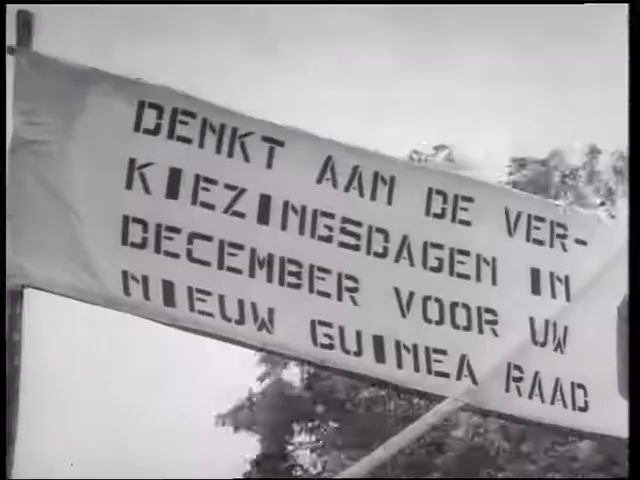 DENKT AAN DE VER-
KIEZINGSDAGEN IN
DECEMBER VOOR UW
NIEUW GUINEA RAAD